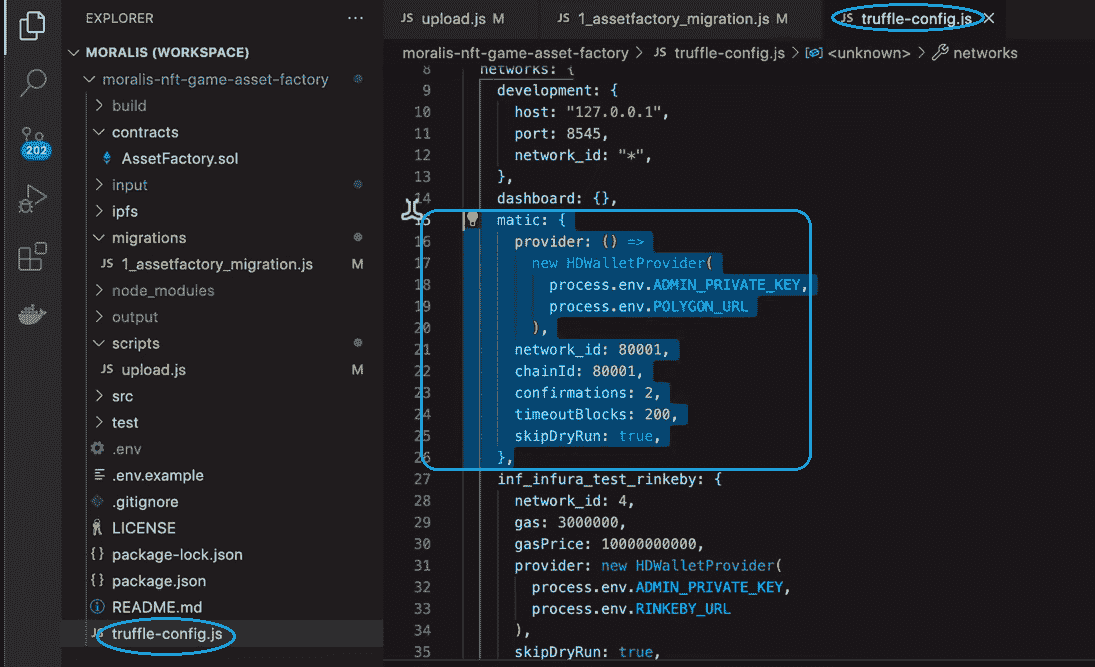 EXPLORER
MORALIS (WORKSPACE)
moralis-nft-game-asset-factory
build
contracts
AssetFactory.sol
input
ipfs
migrations
JS 1_assetfactory_migration.js M
node_modules
output
scripts
JS upload.js M
src
test
.env
.env.example
.gitignore
LICENSE
{} package-lock.json
{} package.json
README.md
JS truffle-config.js
202
JS upload.js M
JS 1_assetfactory_migration.js M
JS truffle-config.js
moralis-nft-game-asset-factory > JS truffle-config.js > <unknown> > networks
8 networks: {
9 development: {
10 host: "127.0.0.1",
11 port: 8545,
12 network_id: "*",
13 },
14 dashboard: {},
15 matic: {
16 provider: () =>
17 new HDWalletProvider(
18 process.env.ADMIN_PRIVATE_KEY,
19 process.env.POLYGON_URL
20 ),
21 network_id: 80001,
22 chainId: 80001,
23 confirmations: 2,
24 timeoutBlocks: 200,
25 skipDryRun: true,
26 },
27 inf_infura_test_rinkeby: {
28 network_id: 4,
29 gas: 3000000,
30 gasPrice: 10000000000,
31 provider: new HDWalletProvider(
32 process.env.ADMIN_PRIVATE_KEY,
33 process.env.RINKEBY_URL
34 ),
35 skipDryRun: true,